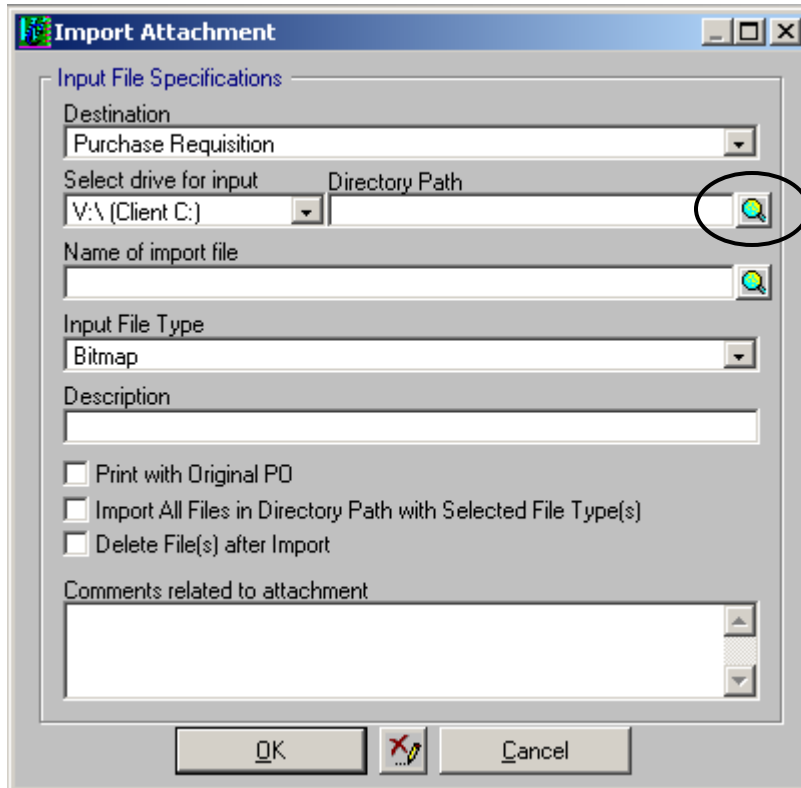 Import Attachment
Input File Specifications
Destination
Purchase Requisition
Select drive for input Directory Path
V:\ (Client C:)
Name of import file
Input File Type
Bitmap
Description
Print with Original PO
Import All Files in Directory Path with Selected File Type(s)
Delete File(s) after Import
Comments related to attachment
OK Cancel